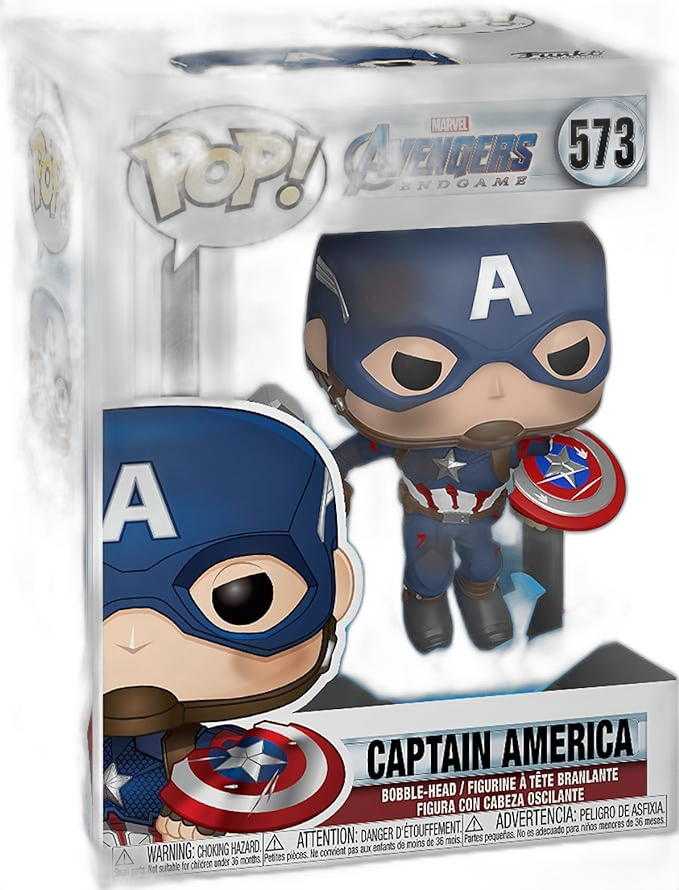 Funko
POP!
POP!
MARVEL
AVENGERS
ENDGAME
573
A
A
CAPTAIN AMERICA
BOBBLE-HEAD / FIGURINE À TÊTE BRANLANTE
FIGURA CON CABEZA OSCILANTE
WARNING: CHOKING HAZARD.
Small parts. Not suitable for children under 36 months.
ATTENTION: DANGER D'ÉTOUFFEMENT.
Petites pièces. Ne convient pas aux enfants de moins de 36 mois.
ADVERTENCIA: PELIGRO DE ASFIXIA.
Partes pequeñas. No es adecuado para niños menores de 36 meses.